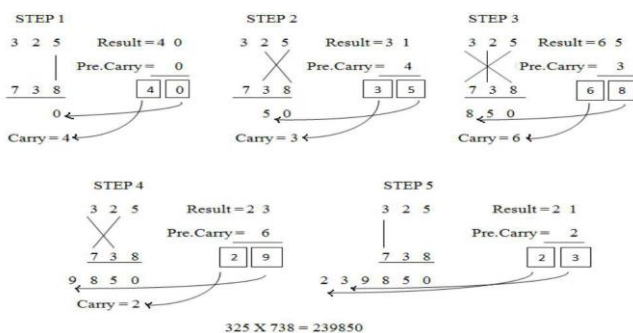 STEP 1
3 2 5 Result = 4 0
Pre.Carry = 0
7 3 8 4 0
0
Carry = 4
STEP 2
3 2 5 Result = 3 1
Pre.Carry = 4
7 3 8 3 5
5 0
Carry = 3
STEP 3
3 2 5 Result = 6 5
Pre.Carry = 3
7 3 8 6 8
8 5 0
Carry = 6
STEP 4
3 2 5 Result = 2 3
Pre.Carry = 6
7 3 8 2 9
9 8 5 0
Carry = 2
STEP 5
3 2 5 Result = 2 1
Pre.Carry = 2
7 3 8 2 3
2 3 9 8 5 0
325 X 738 = 239850